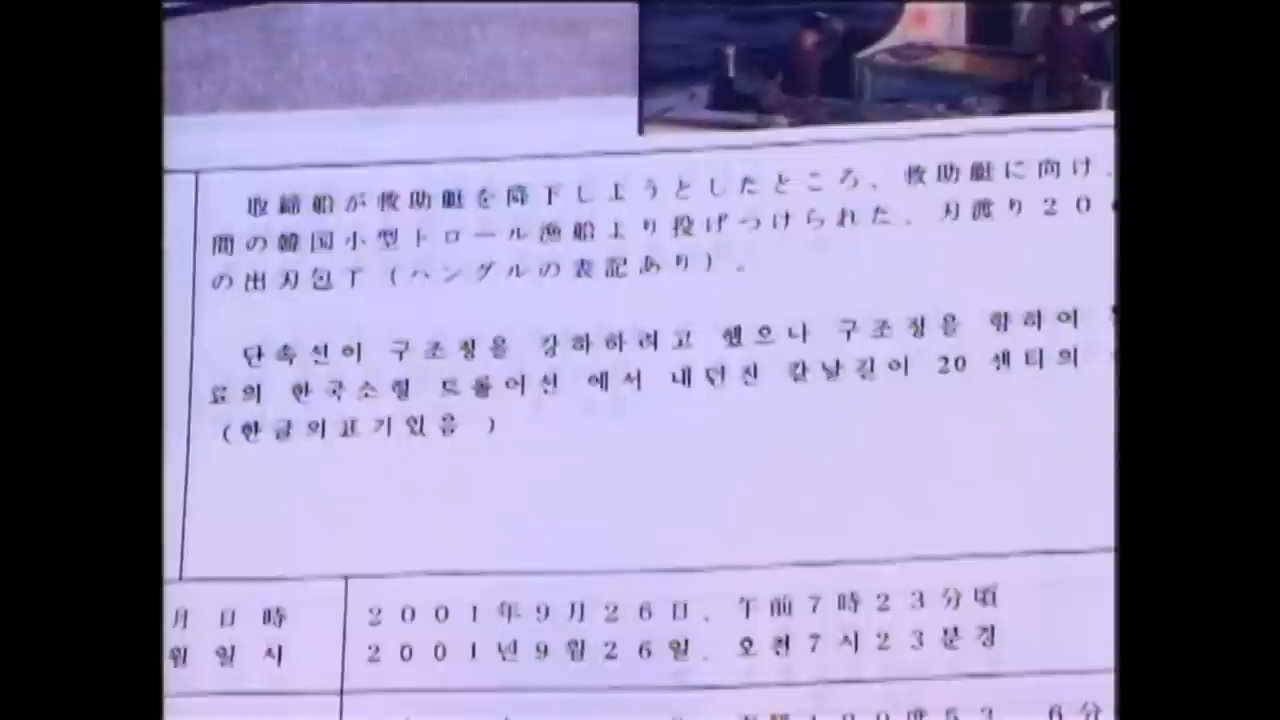 取締船が救助艇を降下しようとしたところ、救助艇に向け、
間の韓国小型トロール漁船より投げつけられた、刃渡り20
の出刃包丁(ハングルの表記あり)。
단속선이 구조정을 강하하려고 했으나 구조정을 향하여
료의 한국소형 트롤어선 에서 내던진 칼날길이 20 센티의
(한글의표기있음 )
月日時 2001年9月26日、午前7時23分頃
월일시 2001년9월26일. 오전7시23분경